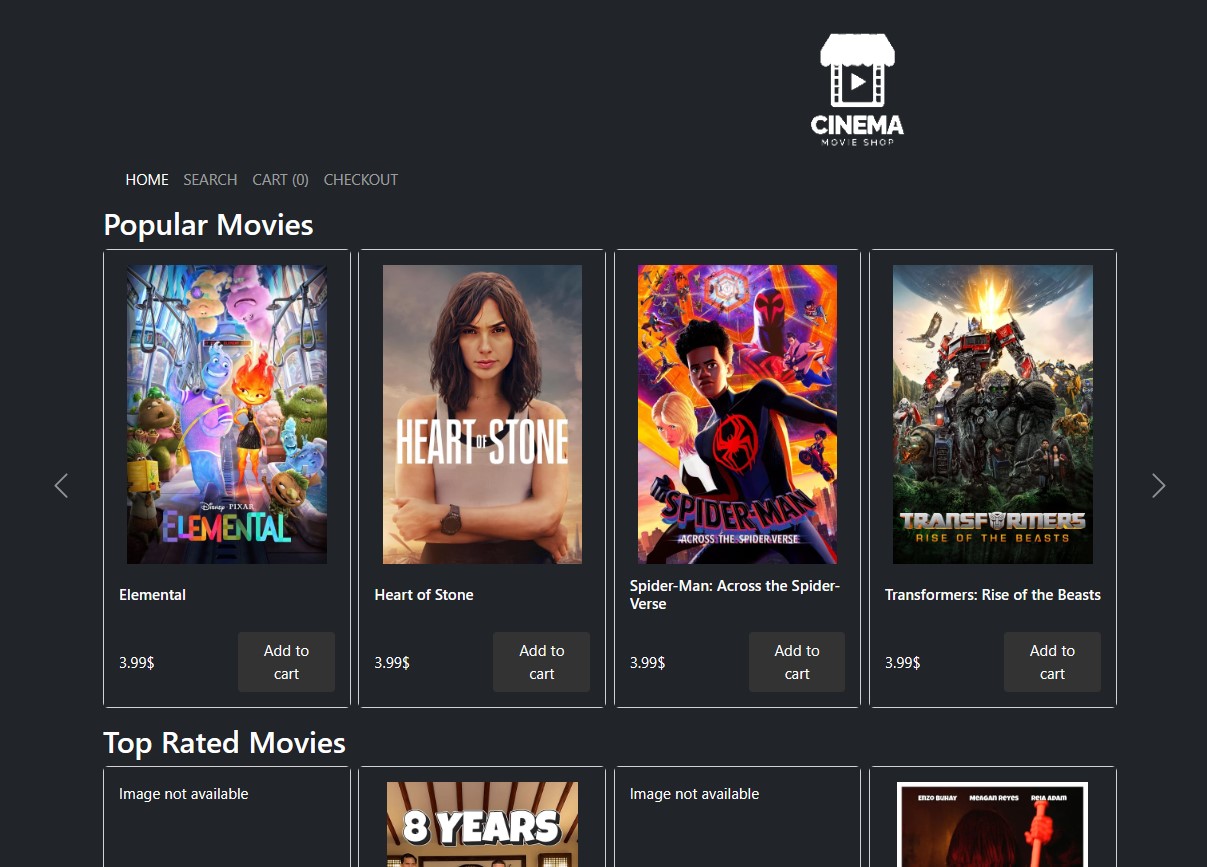 CINEMA
MOVIE SHOP
HOME SEARCH CART (0) CHECKOUT
Popular Movies
Disney PIXAR
ELEMENTAL
HEART OF STONE
SPIDER-MAN
ACROSS THE SPIDER-VERSE
TRANSFORMERS
RISE OF THE BEASTS
Elemental
Heart of Stone
Spider-Man: Across the Spider-
Verse
Transformers: Rise of the Beasts
3.99$
Add to
cart
3.99$
Add to
cart
3.99$
Add to
cart
3.99$
Add to
cart
Top Rated Movies
Image not available
8 YEARS
Image not available
ENZO BUHAY MEAGAN REYES REIA ADAM